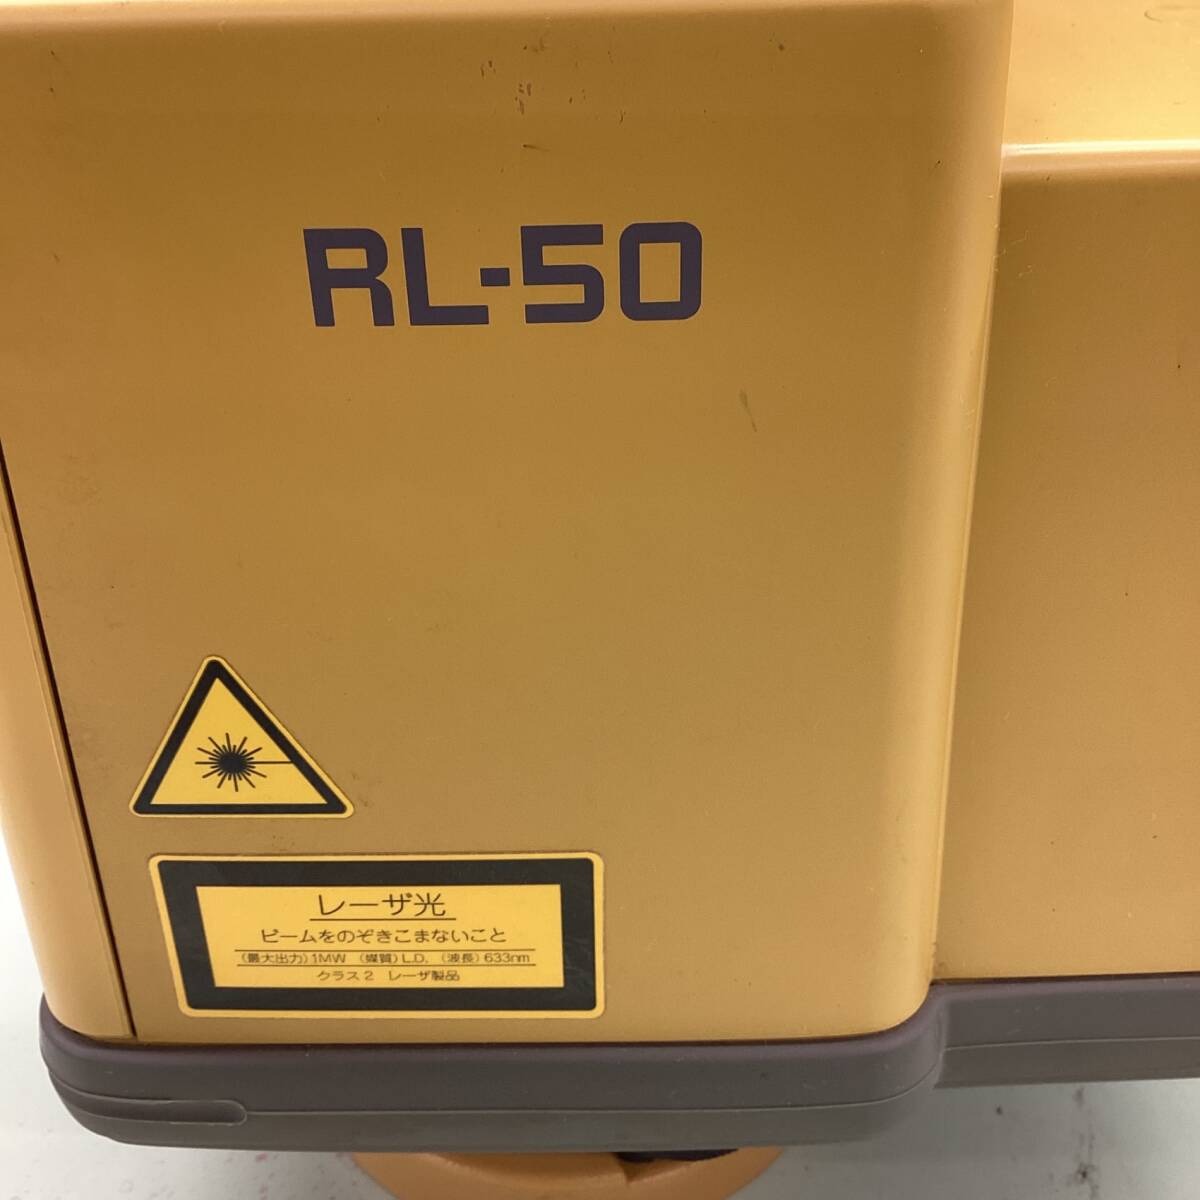 RL-50
レーザ光
ビームをのぞきこまないこと
(最大出力) 1MW (媒質) L.D. (波長) 633nm
クラス2 レーザ製品